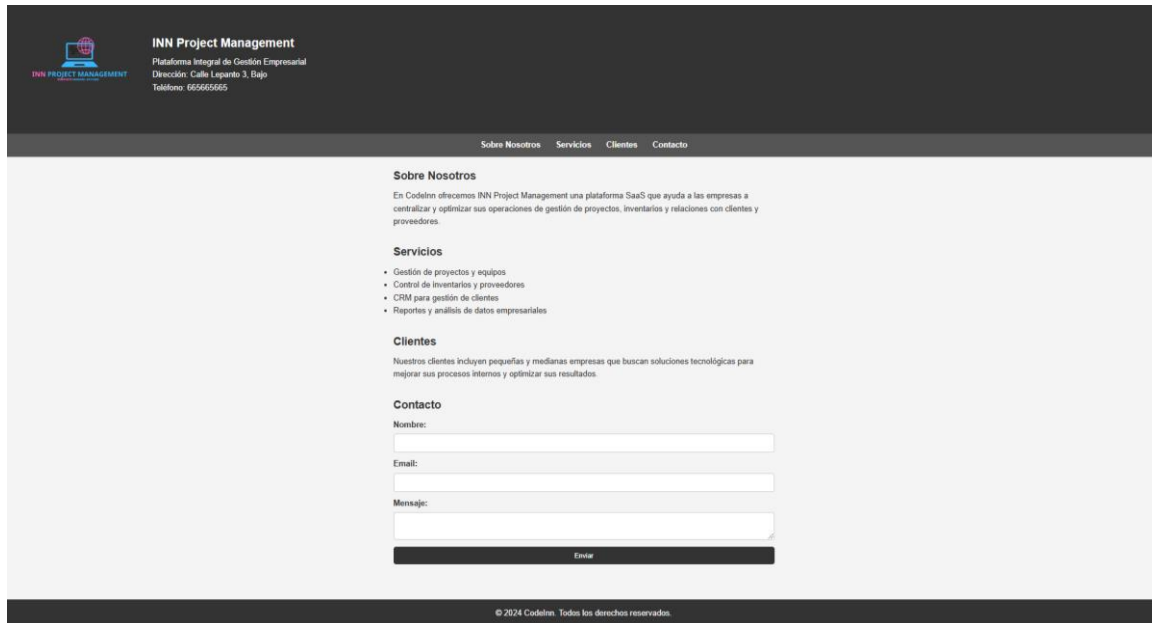 INN PROJECT MANAGEMENT
INN Project Management
Plataforma Integral de Gestión Empresarial
Dirección: Calle Lepanto 3, Bajo
Teléfono: 665665665
Sobre Nosotros Servicios Clientes Contacto
Sobre Nosotros
En CodeInn ofrecemos INN Project Management una plataforma SaaS que ayuda a las empresas a
centralizar y optimizar sus operaciones de gestión de proyectos, inventarios y relaciones con clientes y
proveedores.
Servicios
• Gestión de proyectos y equipos
• Control de inventarios y proveedores
• CRM para gestión de clientes
• Reportes y análisis de datos empresariales
Clientes
Nuestros clientes incluyen pequeñas y medianas empresas que buscan soluciones tecnológicas para
mejorar sus procesos internos y optimizar sus resultados.
Contacto
Nombre:
Email:
Mensaje:
Enviar
© 2024 CodeInn. Todos los derechos reservados.